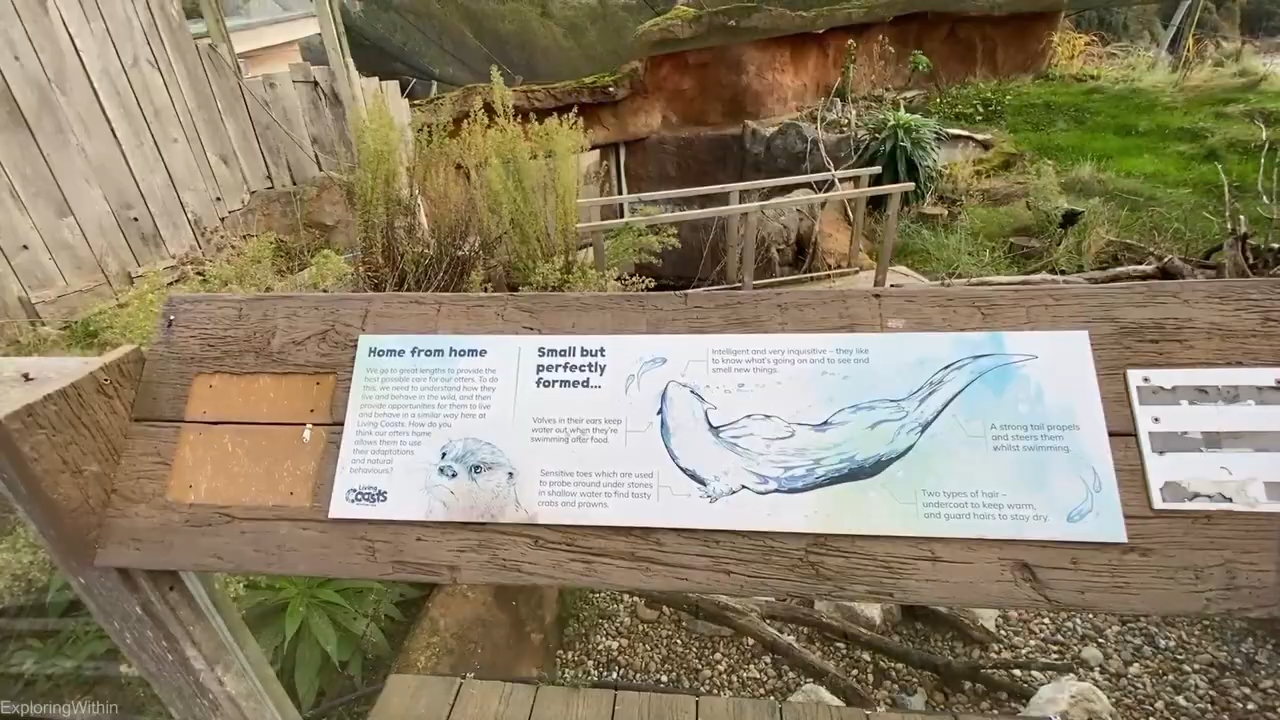 Home from home
We go to great lengths to provide the
best possible care for our otters. To do
this, we need to understand how they
live and behave in the wild, and then
provide opportunities for them to live
and behave in a similar way here at
Living Coasts. How do you
think our otters home
allows them to use
their adaptations
and natural
behaviours?
Living
Coasts
Small but
perfectly
formed...
Intelligent and very inquisitive – they like
to know what's going on and to see and
smell new things.
Valves in their ears keep
water out when they're
swimming after food.
Sensitive toes which are used
to probe around under stones
in shallow water to find tasty
crabs and prawns.
A strong tail propels
and steers them
whilst swimming.
Two types of hair –
undercoat to keep warm,
and guard hairs to stay dry.
ExploringWithin